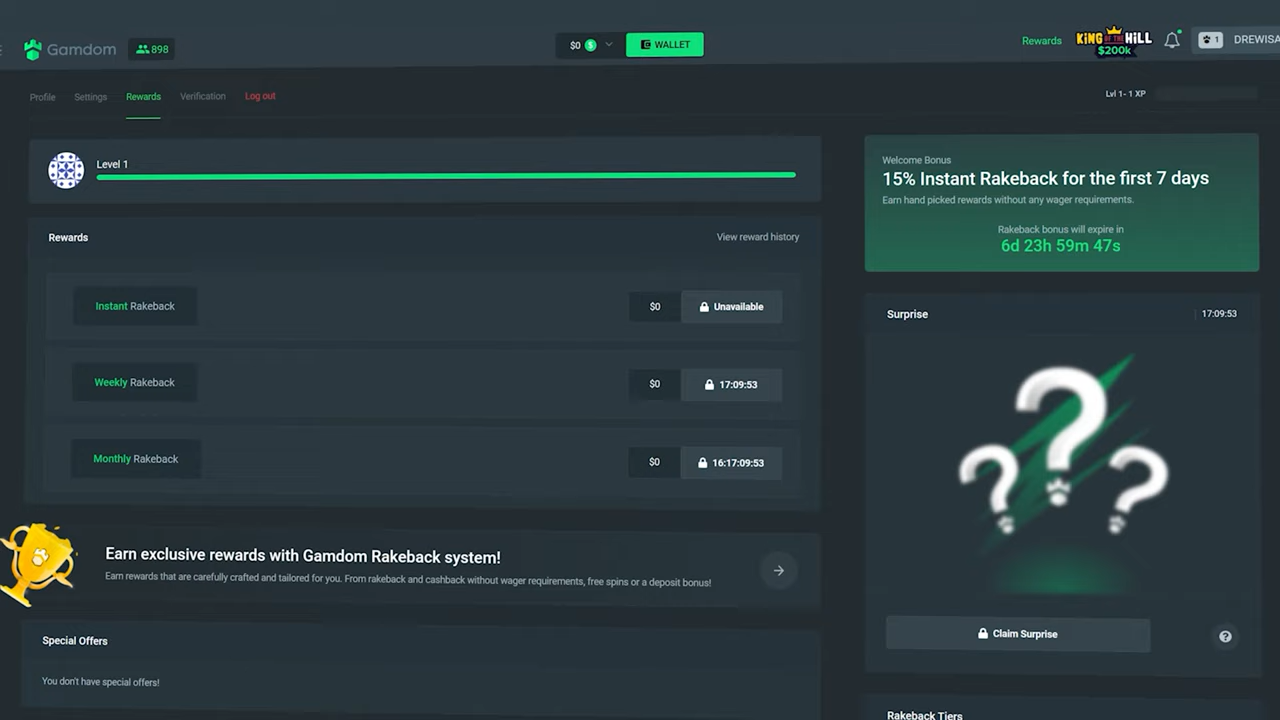 Gamdom
898
$0
WALLET
Rewards
KING OF THE HILL
$200k
1
DREWISA
Profile
Settings
Rewards
Verification
Log out
Lvl 1- 1 XP
Level 1
Welcome Bonus
15% Instant Rakeback for the first 7 days
Earn hand picked rewards without any wager requirements.
Rakeback bonus will expire in
6d 23h 59m 47s
Rewards
View reward history
Instant Rakeback
$0
Unavailable
Weekly Rakeback
$0
17:09:53
Monthly Rakeback
$0
16:17:09:53
Surprise
17:09:53
Claim Surprise
Earn exclusive rewards with Gamdom Rakeback system!
Earn rewards that are carefully crafted and tailored for you. From rakeback and cashback without wager requirements, free spins or a deposit bonus!
Special Offers
You don't have special offers!
Rakeback Tiers